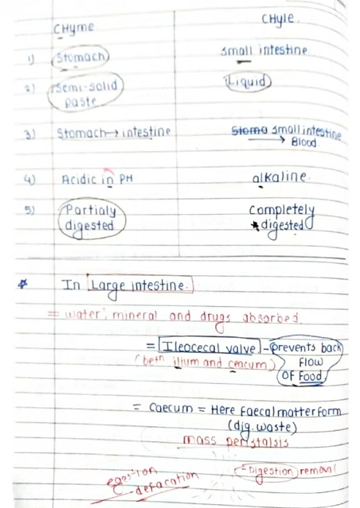 CHyme CHyle
1) Stomach small intestine
2) Semi-solid paste Liquid
3) Stomach → intestine Stoma small intestine → Blood
4) Acidic in PH alkaline.
5) Partialy digested Completely digested
In Large intestine.
= water, mineral and drugs absorbed
= Ileocecal valve - prevents back
(betn ilium and cmcum) FLOW
OF Food
= Caecum = Here Faecal matter form
(dig. waste)
mass peristalsis
Digestion removal
defacation